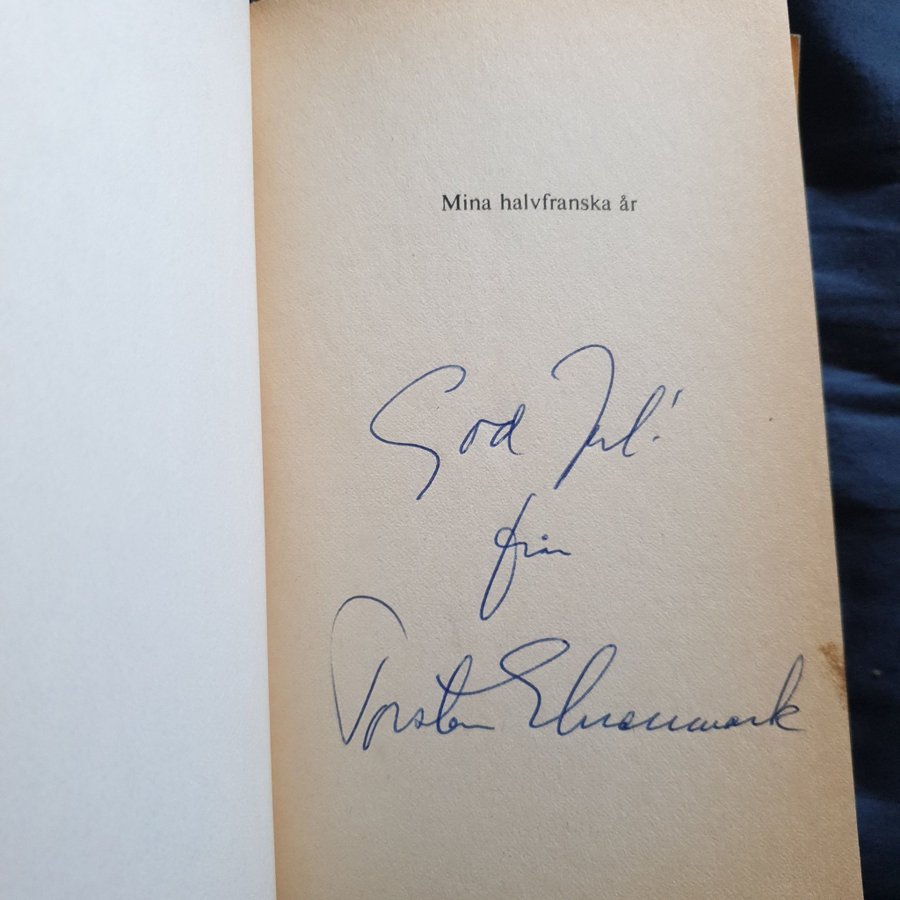 Mina halvfranska år
God Jul!
från
Torsten Ehrenmark